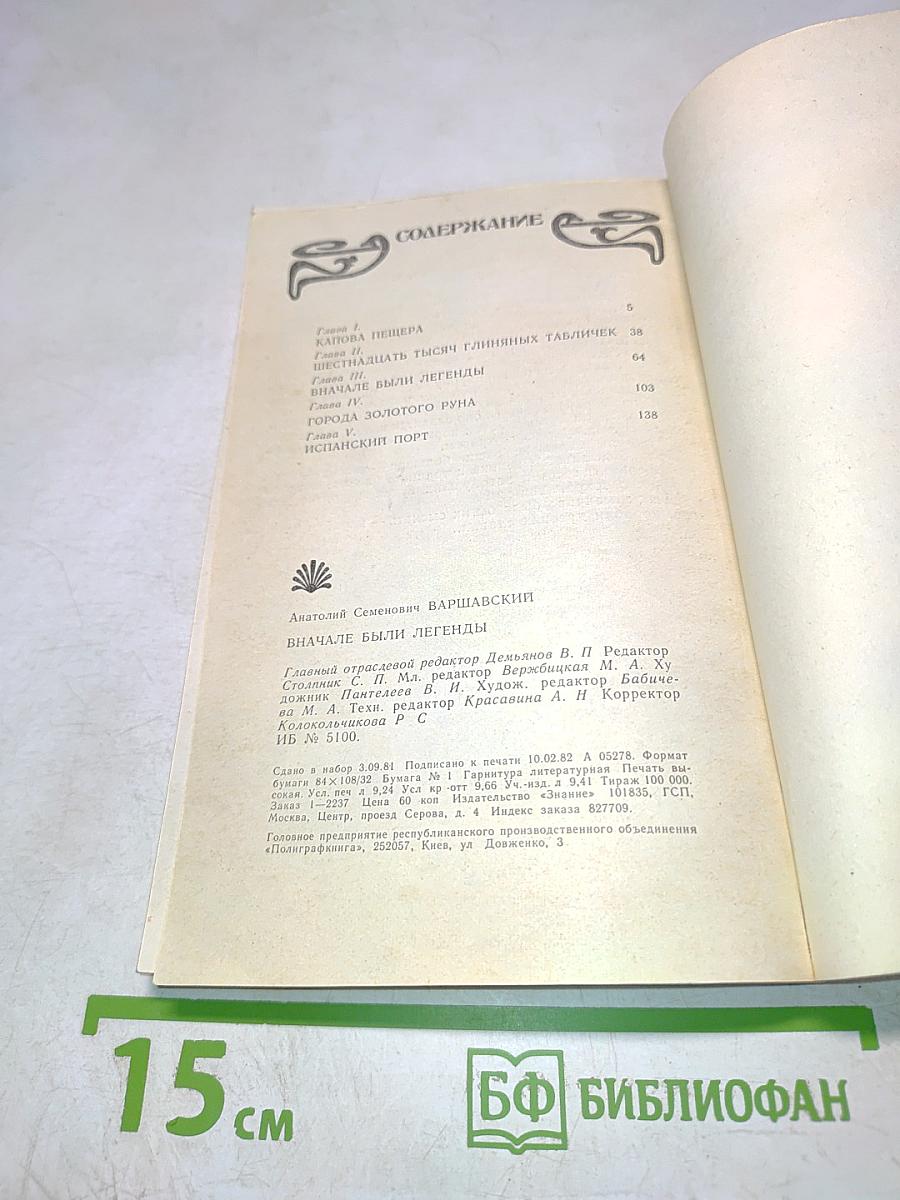 СОДЕРЖАНИЕ
Глава I.
КАПОВА ПЕЩЕРА 5
Глава II.
ШЕСТНАДЦАТЬ ТЫСЯЧ ГЛИНЯНЫХ ТАБЛИЧЕК 38
Глава III.
ВНАЧАЛЕ БЫЛИ ЛЕГЕНДЫ 64
Глава IV.
ГОРОДА ЗОЛОТОГО РУНА 103
Глава V.
ИСПАНСКИЙ ПОРТ 138
Анатолий Семенович ВАРШАВСКИЙ
ВНАЧАЛЕ БЫЛИ ЛЕГЕНДЫ
Главный отраслевой редактор Демьянов В. П Редактор
Столпник С. П. Мл. редактор Вержбицкая М. А. Ху
дожник Пантелеев В. И. Худож. редактор Бабиче-
ва М. А. Техн. редактор Красавина А. Н Корректор
Колокольчикова Р С
ИБ № 5100.
Сдано в набор 3.09.81 Подписано к печати 10.02.82 А 05278. Формат
бумаги 84×108/32 Бумага № 1 Гарнитура литературная Печать вы-
сокая. Усл. печ л 9,24 Усл кр -отт 9,66 Уч.-изд. л 9,41 Тираж 100 000.
Заказ 1—2237 Цена 60 коп Издательство «Знание» 101835, ГСП,
Москва, Центр, проезд Серова, д. 4 Индекс заказа 827709.
Головное предприятие республиканского производственного объединения
«Полиграфкнига», 252057, Киев, ул Довженко, 3
15 см
БФ БИБЛИОФАН